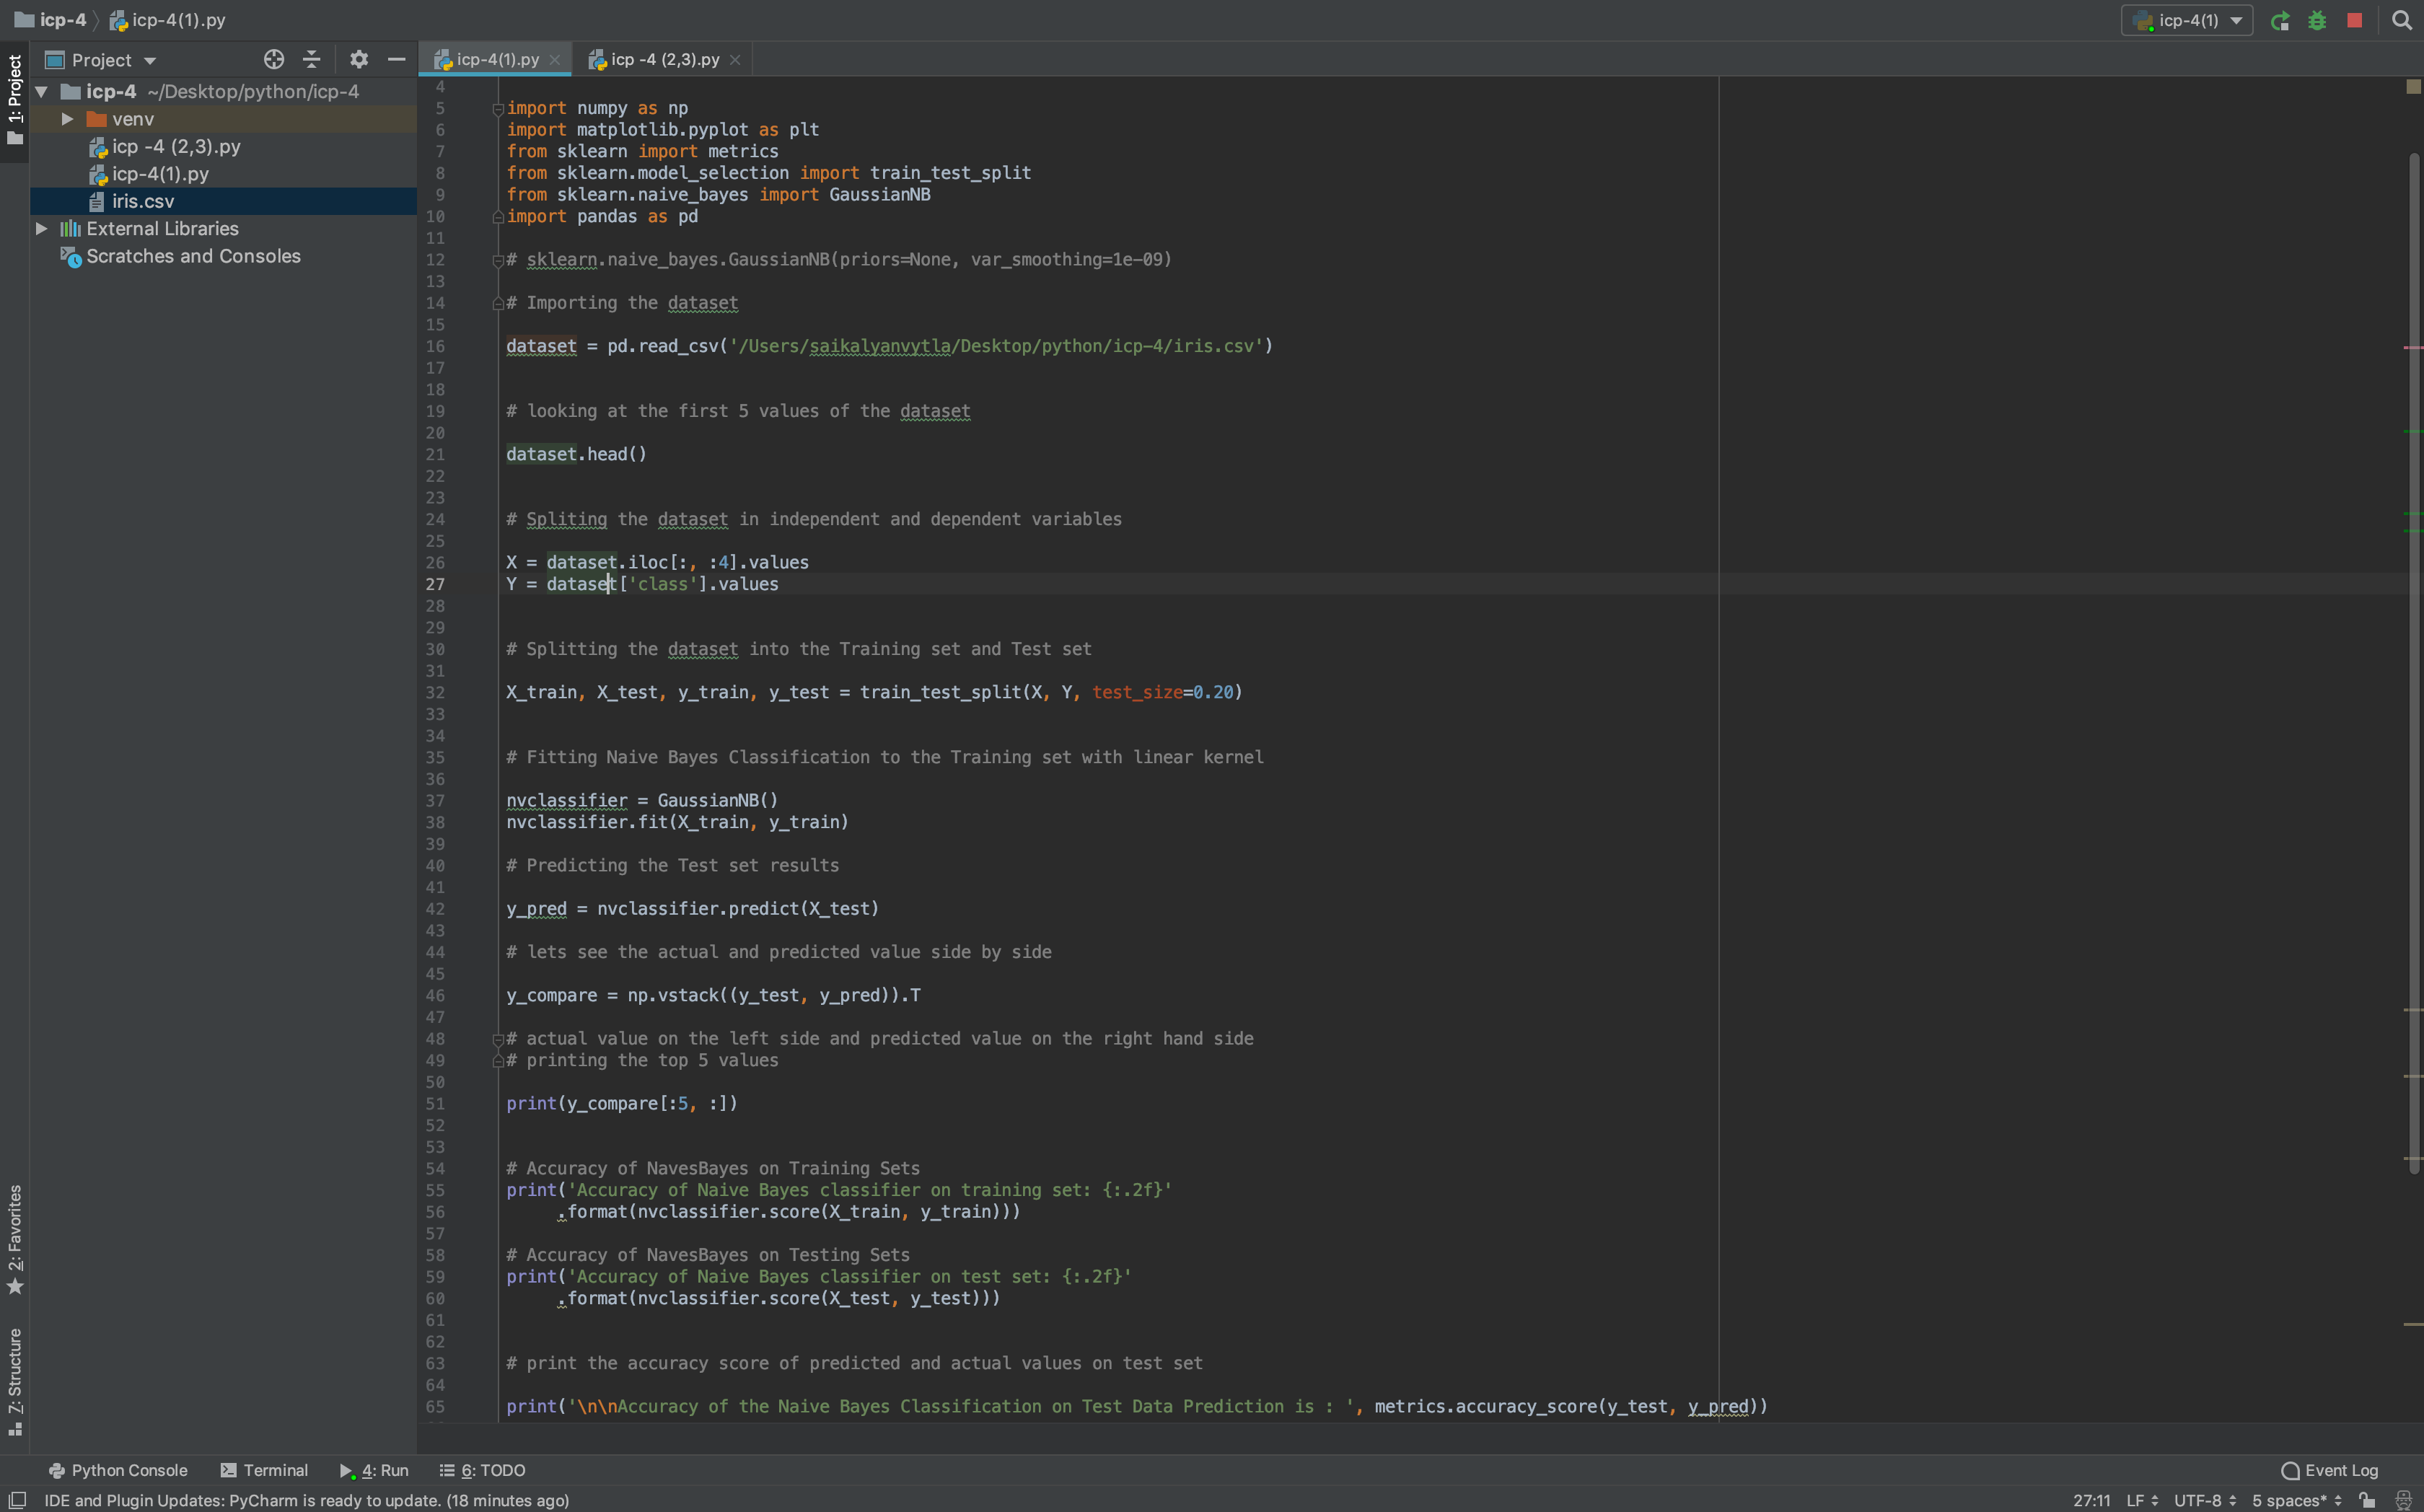 icp-4 icp-4(1).py icp-4(1)
Project icp-4(1).py icp -4 (2,3).py
1: Project
icp-4 ~/Desktop/python/icp-4
venv
icp -4 (2,3).py
icp-4(1).py
iris.csv
External Libraries
Scratches and Consoles
2: Favorites
7: Structure
4
5 import numpy as np
6 import matplotlib.pyplot as plt
7 from sklearn import metrics
8 from sklearn.model_selection import train_test_split
9 from sklearn.naive_bayes import GaussianNB
10 import pandas as pd
11
12 # sklearn.naive_bayes.GaussianNB(priors=None, var_smoothing=1e-09)
13
14 # Importing the dataset
15
16 dataset = pd.read_csv('/Users/saikalyanvytla/Desktop/python/icp-4/iris.csv')
17
18
19 # looking at the first 5 values of the dataset
20
21 dataset.head()
22
23
24 # Spliting the dataset in independent and dependent variables
25
26 X = dataset.iloc[:, :4].values
27 Y = dataset['class'].values
28
29
30 # Splitting the dataset into the Training set and Test set
31
32 X_train, X_test, y_train, y_test = train_test_split(X, Y, test_size=0.20)
33
34
35 # Fitting Naive Bayes Classification to the Training set with linear kernel
36
37 nvclassifier = GaussianNB()
38 nvclassifier.fit(X_train, y_train)
39
40 # Predicting the Test set results
41
42 y_pred = nvclassifier.predict(X_test)
43
44 # lets see the actual and predicted value side by side
45
46 y_compare = np.vstack((y_test, y_pred)).T
47
48 # actual value on the left side and predicted value on the right hand side
49 # printing the top 5 values
50
51 print(y_compare[:5, :])
52
53
54 # Accuracy of NavesBayes on Training Sets
55 print('Accuracy of Naive Bayes classifier on training set: {:.2f}'
56 .format(nvclassifier.score(X_train, y_train)))
57
58 # Accuracy of NavesBayes on Testing Sets
59 print('Accuracy of Naive Bayes classifier on test set: {:.2f}'
60 .format(nvclassifier.score(X_test, y_test)))
61
62
63 # print the accuracy score of predicted and actual values on test set
64
65 print('\n\nAccuracy of the Naive Bayes Classification on Test Data Prediction is : ', metrics.accuracy_score(y_test, y_pred))
Python Console Terminal 4: Run 6: TODO Event Log
IDE and Plugin Updates: PyCharm is ready to update. (18 minutes ago) 27:11 LF UTF-8 5 spaces*